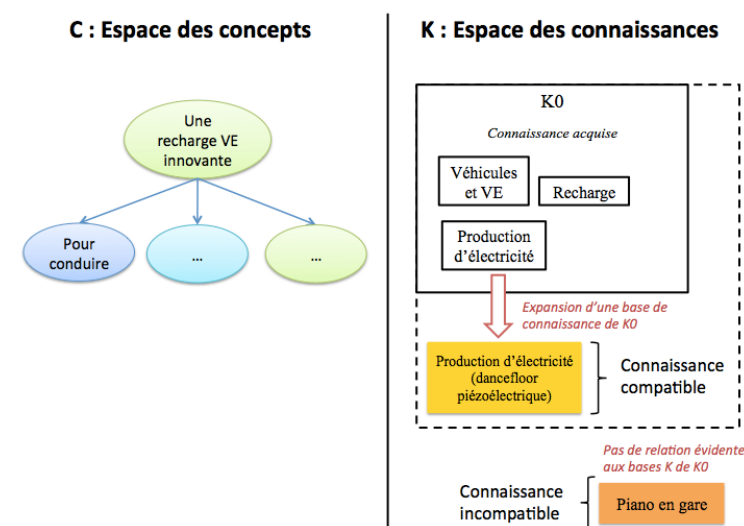 C : Espace des concepts
Une
recharge VE
innovante
Pour
conduire
...
...
K : Espace des connaissances
K0
Connaissance acquise
Véhicules
et VE
Recharge
Production
d'électricité
Expansion d'une base de
connaissance de K0
Production d'électricité
(dancefloor
piézoélectrique)
Connaissance
compatible
Pas de relation évidente
aux bases K de K0
Connaissance
incompatible
Piano en gare